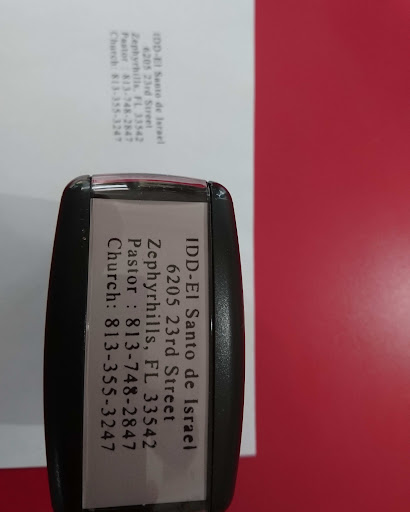 IDD-El Santo de Israel
6205 23rd Street
Zephyrhills, FL 33542
Pastor : 813-748-2847
Church: 813-355-3247
IDD-El Santo de Israel
6205 23rd Street
Zephyrhills, FL 33542
Pastor : 813-748-2847
Church: 813-355-3247